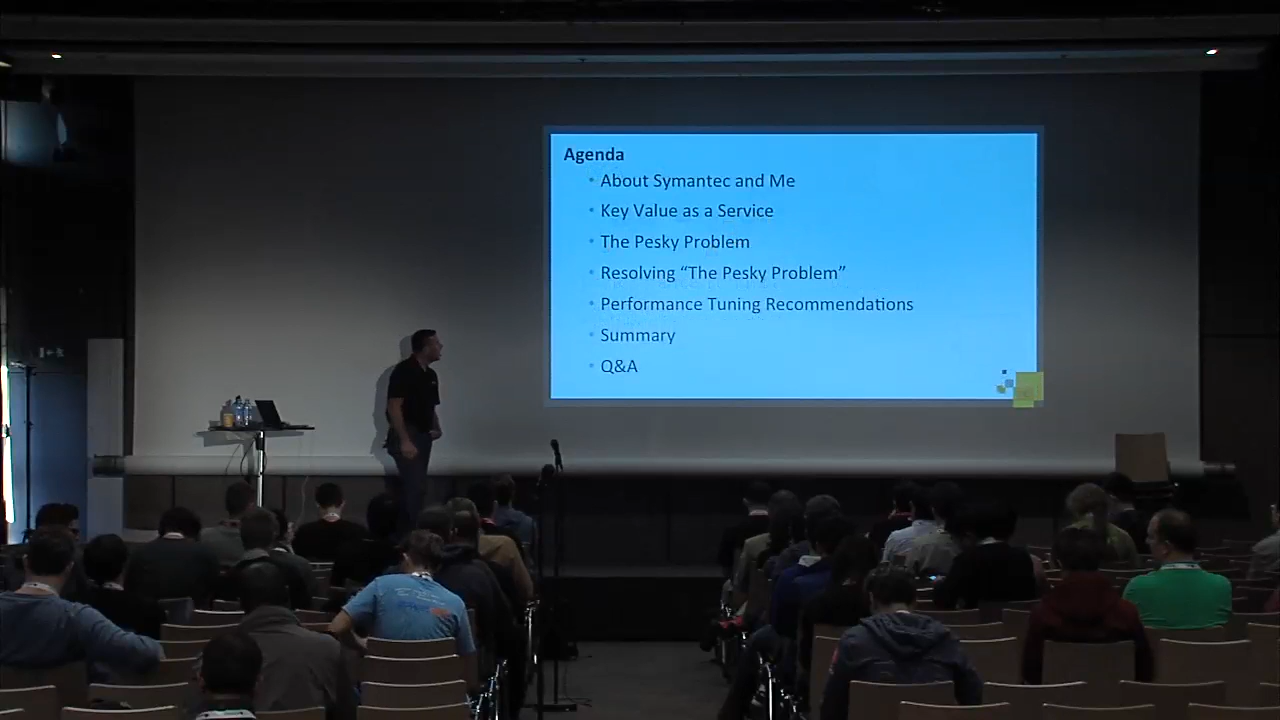 Agenda
• About Symantec and Me
• Key Value as a Service
• The Pesky Problem
• Resolving “The Pesky Problem”
• Performance Tuning Recommendations
• Summary
• Q&A